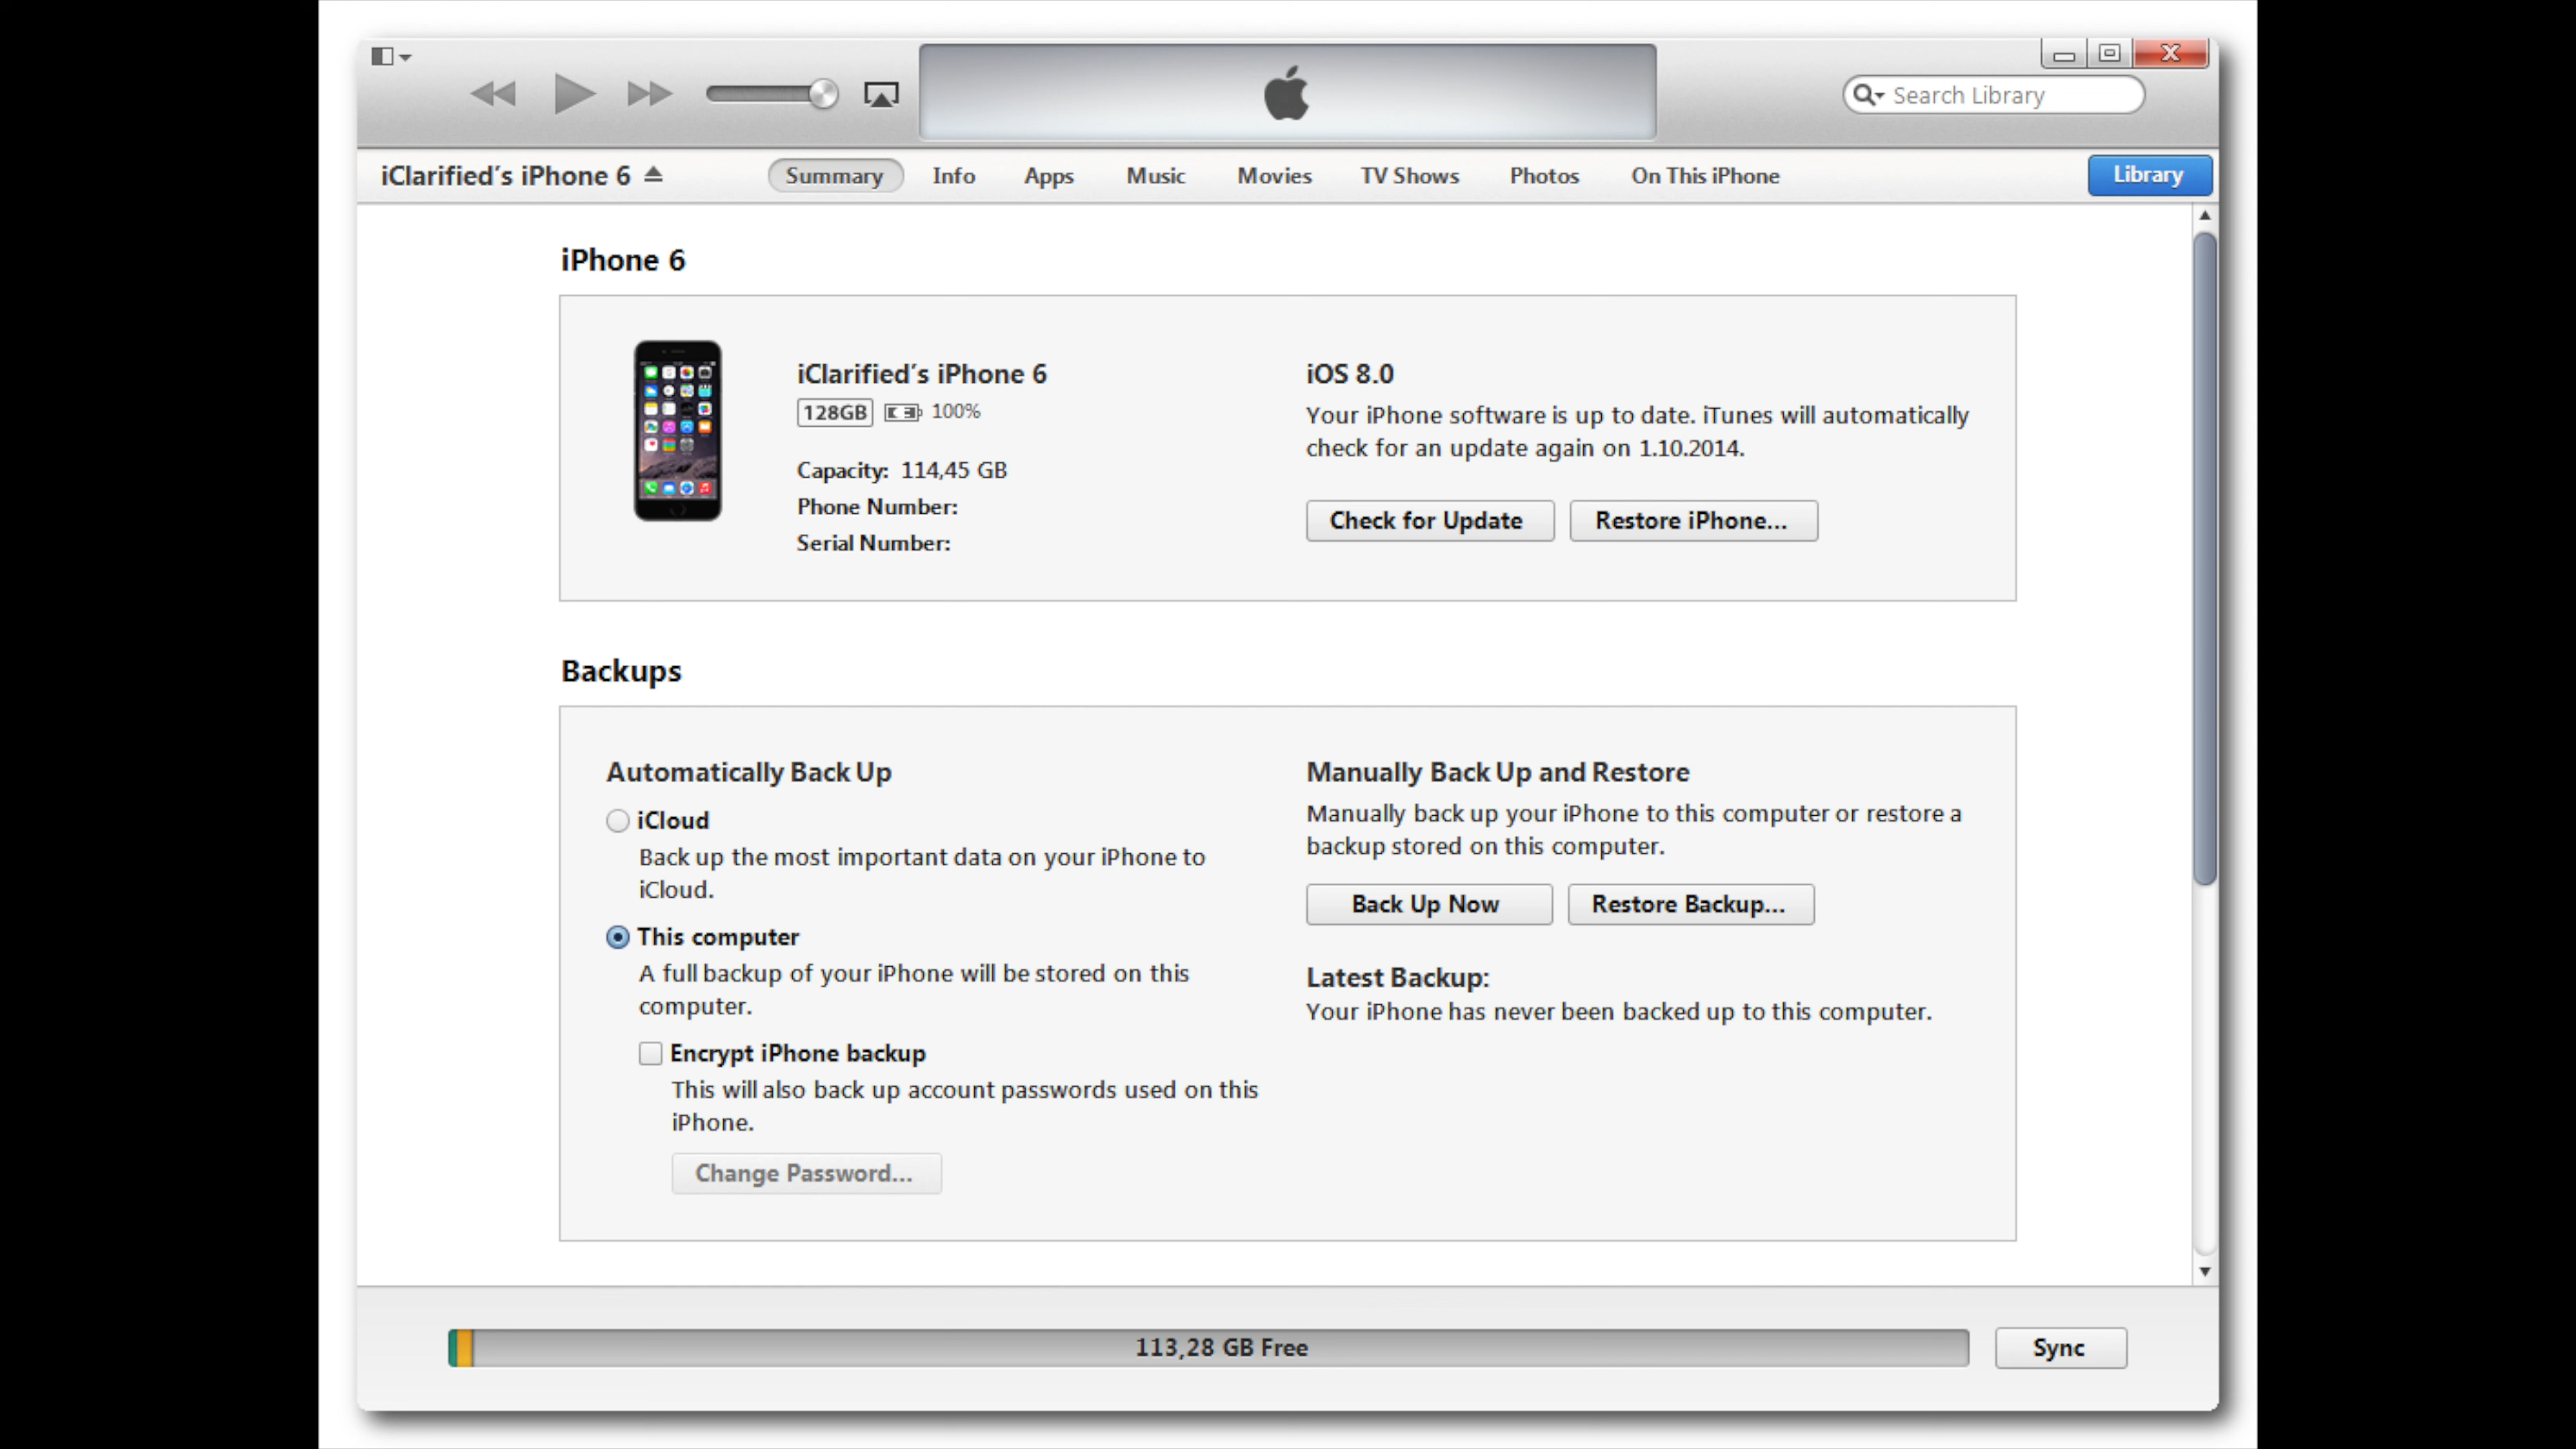 Search Library
iClarified's iPhone 6
Summary
Info
Apps
Music
Movies
TV Shows
Photos
On This iPhone
Library
iPhone 6
iClarified's iPhone 6
128GB
100%
Capacity: 114,45 GB
Phone Number:
Serial Number:
iOS 8.0
Your iPhone software is up to date. iTunes will automatically
check for an update again on 1.10.2014.
Check for Update
Restore iPhone...
Backups
Automatically Back Up
iCloud
Back up the most important data on your iPhone to
iCloud.
This computer
A full backup of your iPhone will be stored on this
computer.
Encrypt iPhone backup
This will also back up account passwords used on this
iPhone.
Change Password...
Manually Back Up and Restore
Manually back up your iPhone to this computer or restore a
backup stored on this computer.
Back Up Now
Restore Backup...
Latest Backup:
Your iPhone has never been backed up to this computer.
113,28 GB Free
Sync